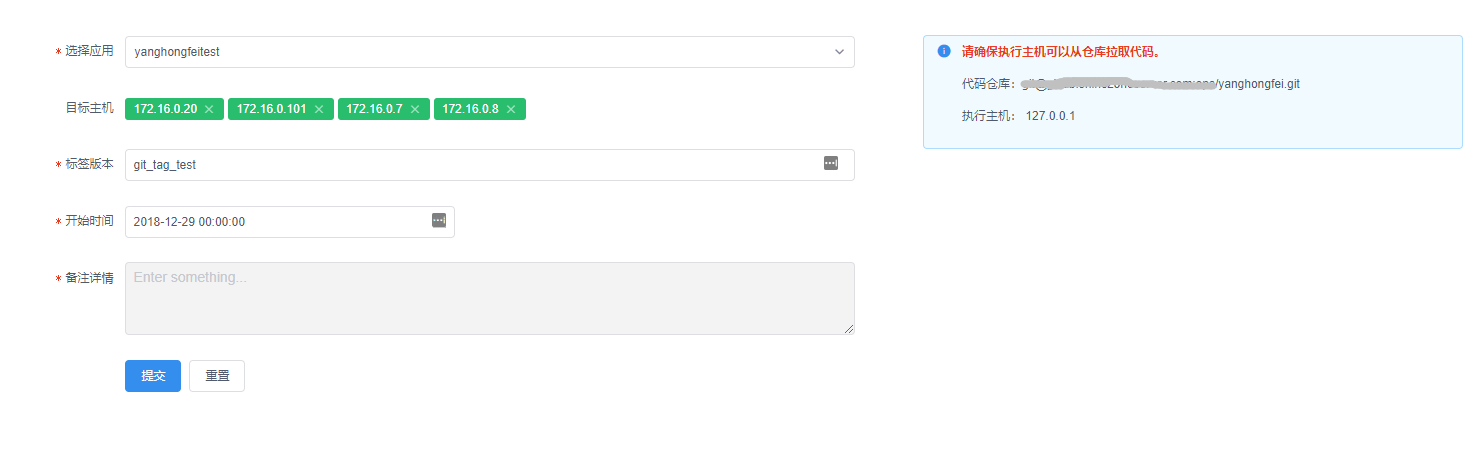 * 选择应用 yanghongfeitest
目标主机 172.16.0.20 × 172.16.0.101 × 172.16.0.7 × 172.16.0.8 ×
* 标签版本 git_tag_test
* 开始时间 2018-12-29 00:00:00
* 备注详情 Enter something...
提交 重置
请确保执行主机可以从仓库拉取代码。
代码仓库: /yanghongfei.git
执行主机: 127.0.0.1